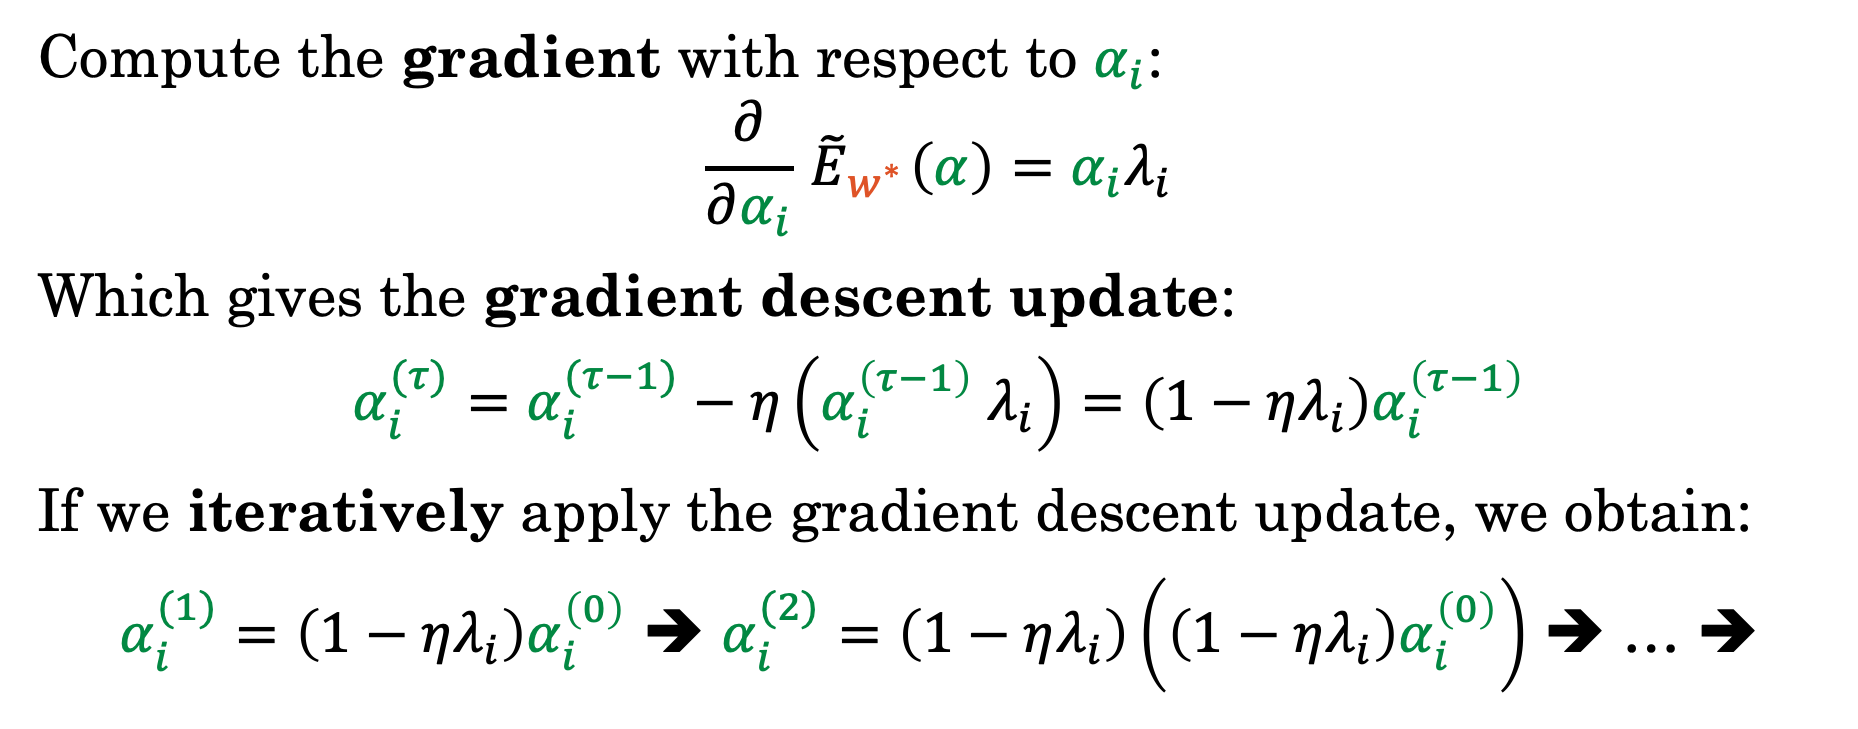 Compute the gradient with respect to αᵢ:
∂/∂αᵢ Ẽ_w* (α) = αᵢλᵢ
Which gives the gradient descent update:
αᵢ^(τ) = αᵢ^(τ−1) − η (αᵢ^(τ−1) λᵢ) = (1 − ηλᵢ)αᵢ^(τ−1)
If we iteratively apply the gradient descent update, we obtain:
αᵢ^(1) = (1 − ηλᵢ)αᵢ^(0) ➔ αᵢ^(2) = (1 − ηλᵢ) ((1 − ηλᵢ)αᵢ^(0)) ➔ … ➔